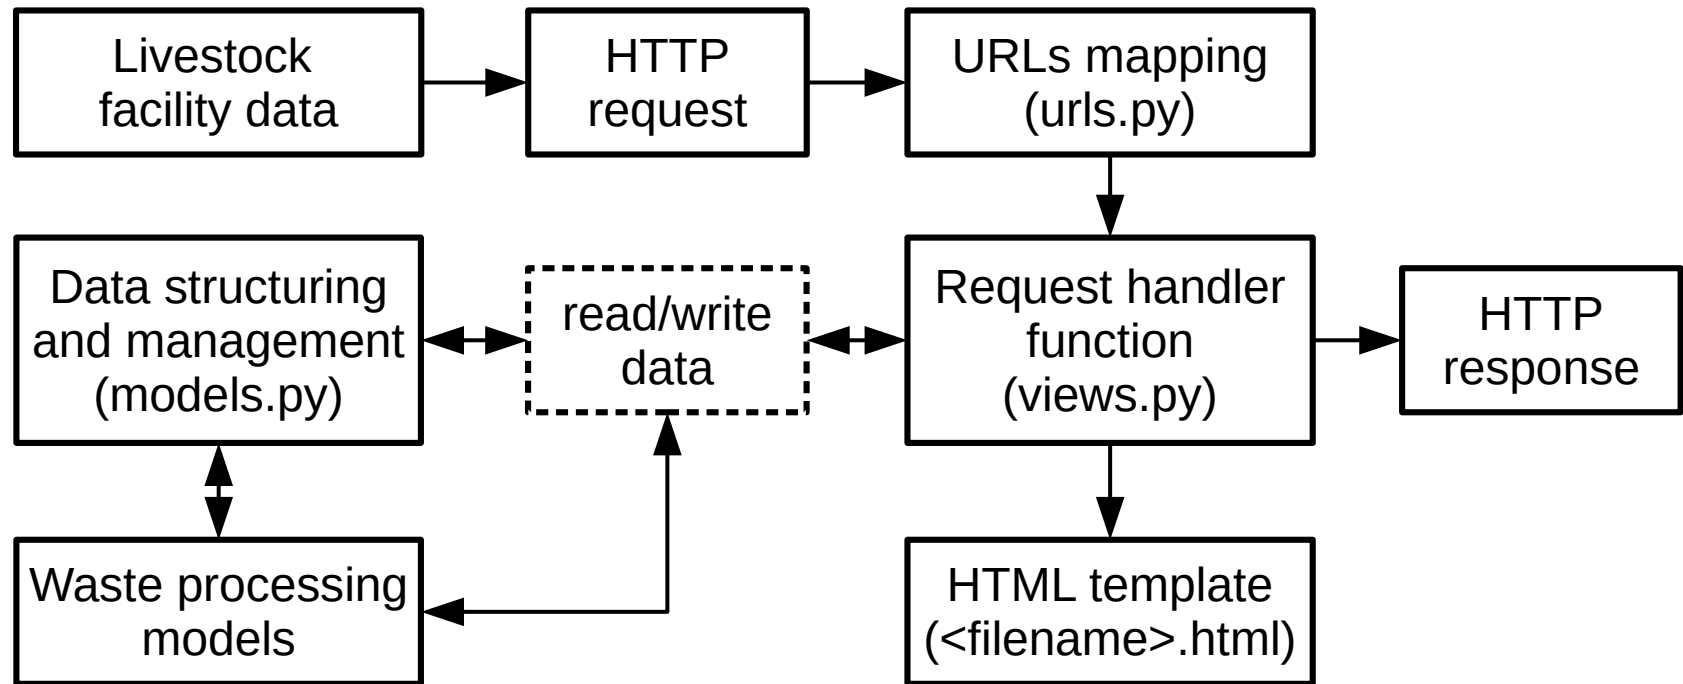 Livestock
facility data
HTTP
request
URLs mapping
(urls.py)
Data structuring
and management
(models.py)
read/write
data
Request handler
function
(views.py)
HTTP
response
Waste processing
models
HTML template
(<filename>.html)